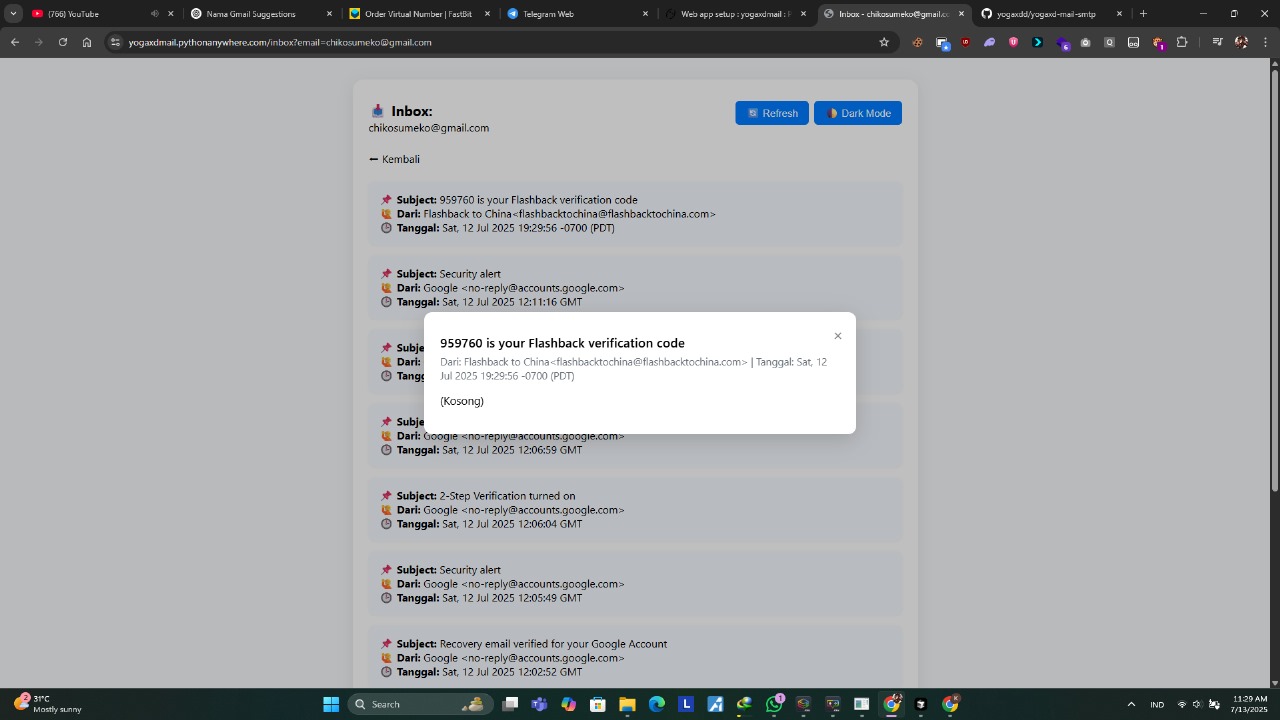 (766) YouTube
Nama Gmail Suggestions
Order Virtual Number | FastBit
Telegram Web
Web app setup : yogaxdmail :
Inbox - chikosumeko@gmail.co
yogaxdd/yogaxd-mail-smtp
yogaxdmail.pythonanywhere.com/inbox?email=chikosumeko@gmail.com
Inbox:
Refresh
Dark Mode
chikosumeko@gmail.com
Kembali
Subject: 959760 is your Flashback verification code
Dari: Flashback to China<flashbacktochina@flashbacktochina.com>
Tanggal: Sat, 12 Jul 2025 19:29:56 -0700 (PDT)
Subject: Security alert
Dari: Google <no-reply@accounts.google.com>
Tanggal: Sat, 12 Jul 2025 12:11:16 GMT
959760 is your Flashback verification code
Dari: Flashback to China<flashbacktochina@flashbacktochina.com> | Tanggal: Sat, 12
Jul 2025 19:29:56 -0700 (PDT)
(Kosong)
Dari: Google <no-reply@accounts.google.com>
Tanggal: Sat, 12 Jul 2025 12:06:59 GMT
Subject: 2-Step Verification turned on
Dari: Google <no-reply@accounts.google.com>
Tanggal: Sat, 12 Jul 2025 12:06:04 GMT
Subject: Security alert
Dari: Google <no-reply@accounts.google.com>
Tanggal: Sat, 12 Jul 2025 12:05:49 GMT
Subject: Recovery email verified for your Google Account
Dari: Google <no-reply@accounts.google.com>
Tanggal: Sat, 12 Jul 2025 12:02:52 GMT
31°C
Mostly sunny
Search
IND
11:29 AM
7/13/2025